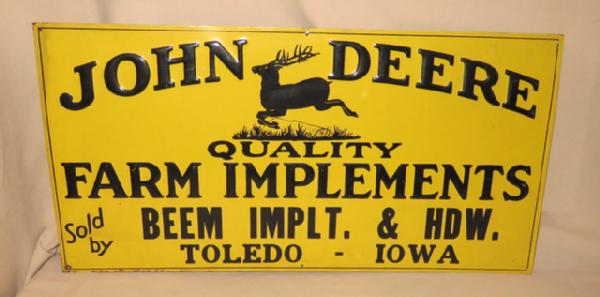 JOHN DEERE
QUALITY
FARM IMPLEMENTS
Sold by
BEEM IMPLT. & HDW.
TOLEDO - IOWA